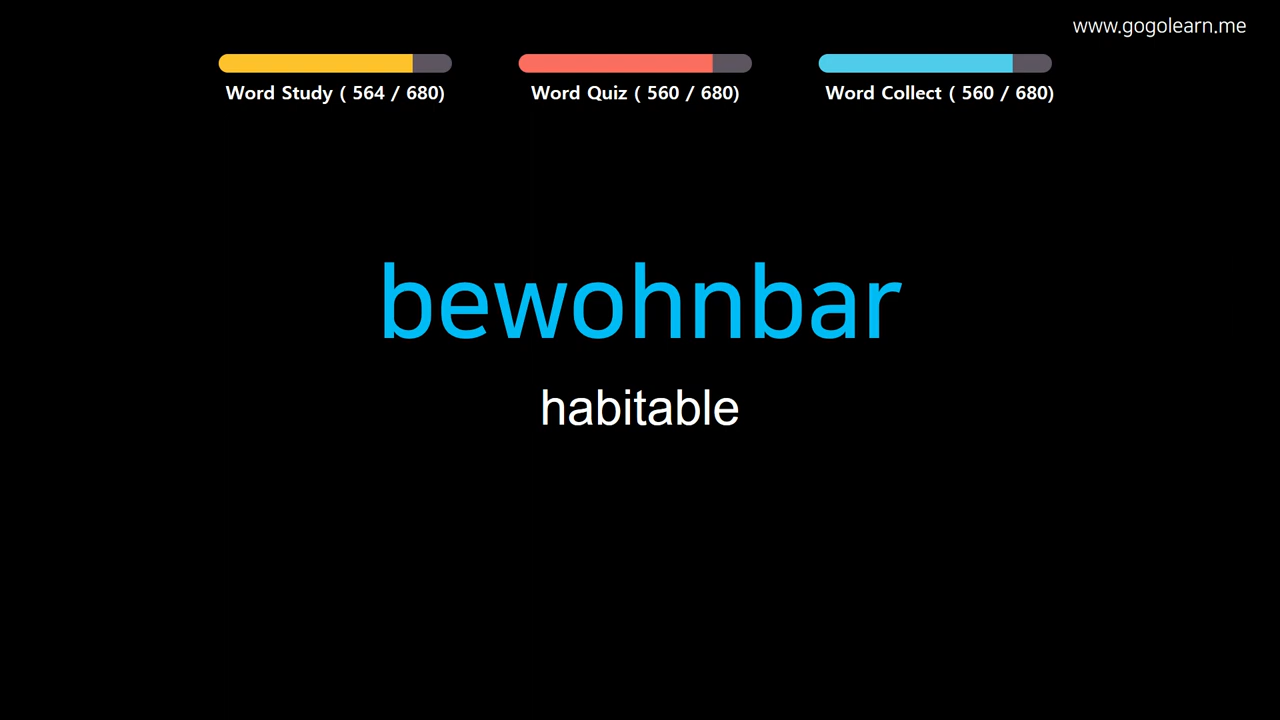 www.gogolearn.me
Word Study ( 564 / 680)
Word Quiz ( 560 / 680)
Word Collect ( 560 / 680)
bewohnbar
habitable